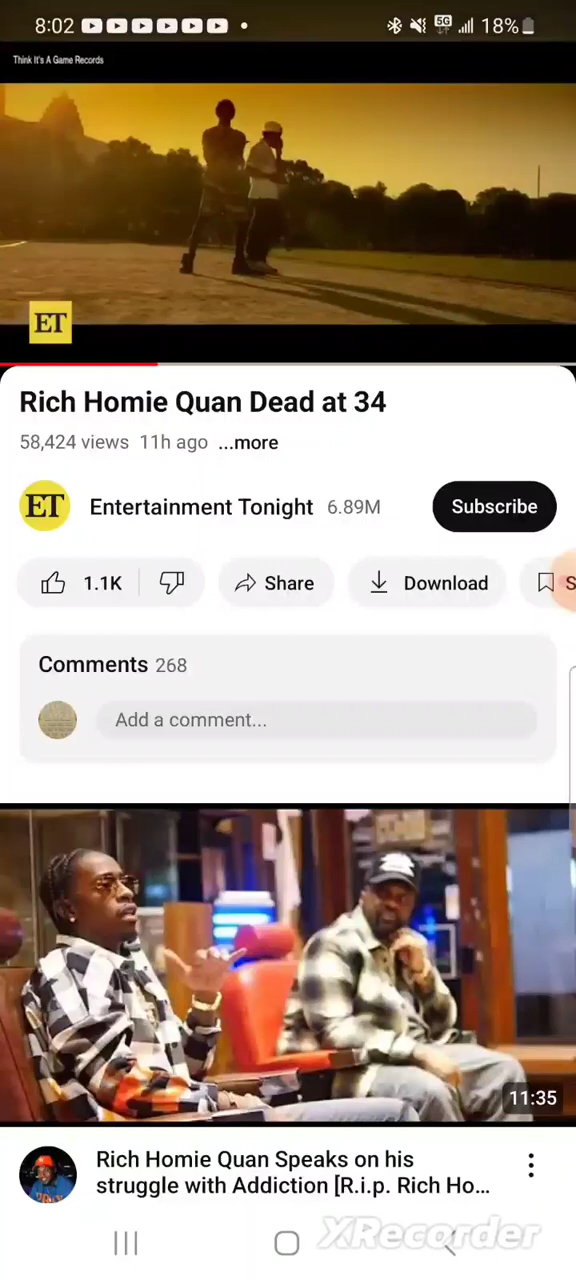 8:02
5G
18%
Think It's A Game Records
ET
Rich Homie Quan Dead at 34
58,424 views 11h ago ...more
ET Entertainment Tonight 6.89M Subscribe
1.1K Share Download S
Comments 268
Add a comment...
11:35
Rich Homie Quan Speaks on his
struggle with Addiction [R.i.p. Rich Ho...
XRecorder